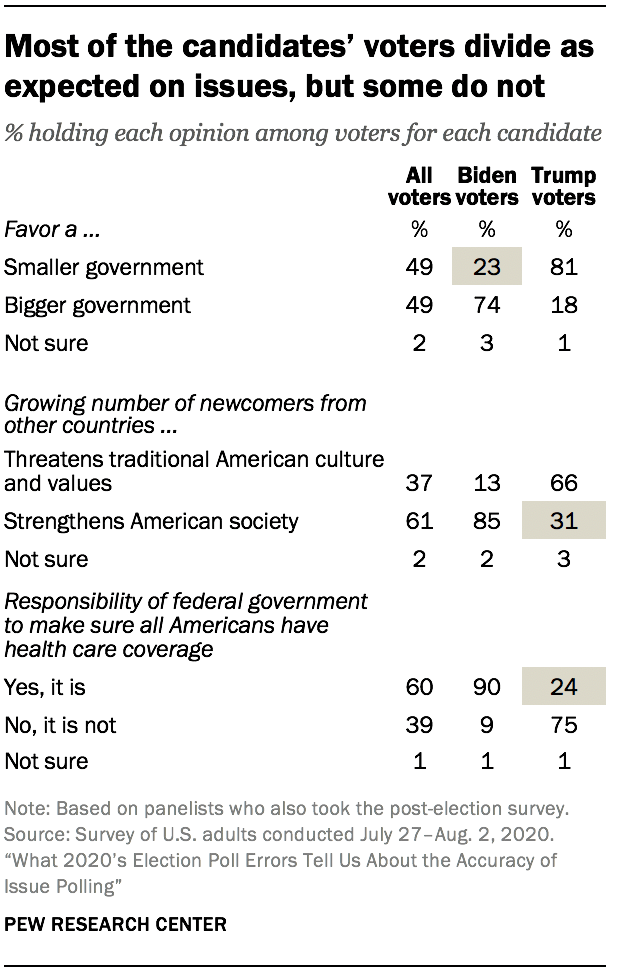 Most of the candidates’ voters divide as
expected on issues, but some do not
% holding each opinion among voters for each candidate
All Biden Trump
voters voters voters
Favor a ... % % %
Smaller government 49 23 81
Bigger government 49 74 18
Not sure 2 3 1
Growing number of newcomers from
other countries ...
Threatens traditional American culture
and values 37 13 66
Strengthens American society 61 85 31
Not sure 2 2 3
Responsibility of federal government
to make sure all Americans have
health care coverage
Yes, it is 60 90 24
No, it is not 39 9 75
Not sure 1 1 1
Note: Based on panelists who also took the post-election survey.
Source: Survey of U.S. adults conducted July 27–Aug. 2, 2020.
“What 2020’s Election Poll Errors Tell Us About the Accuracy of
Issue Polling”
PEW RESEARCH CENTER